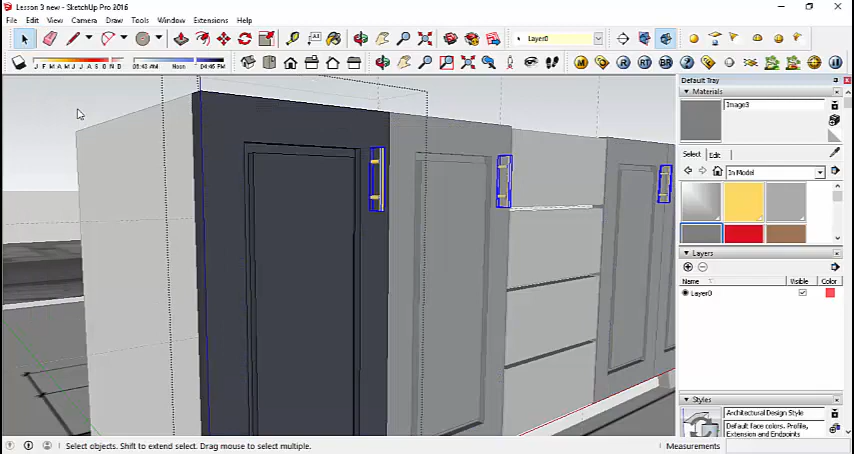 Lesson 3 new - SketchUp Pro 2016
File Edit View Camera Draw Tools Window Extensions Help
Layer0
J F M A M J J A S O N D
06:43 AM Noon 04:46 PM
M R RT BR
Default Tray
Materials
Image3
Select Edit
In Model
Layers
Name Visible Color
Layer0
Styles
Architectural Design Style
Default face colors. Profile,
Extension and Endpoints
Select objects. Shift to extend select. Drag mouse to select multiple.
Measurements